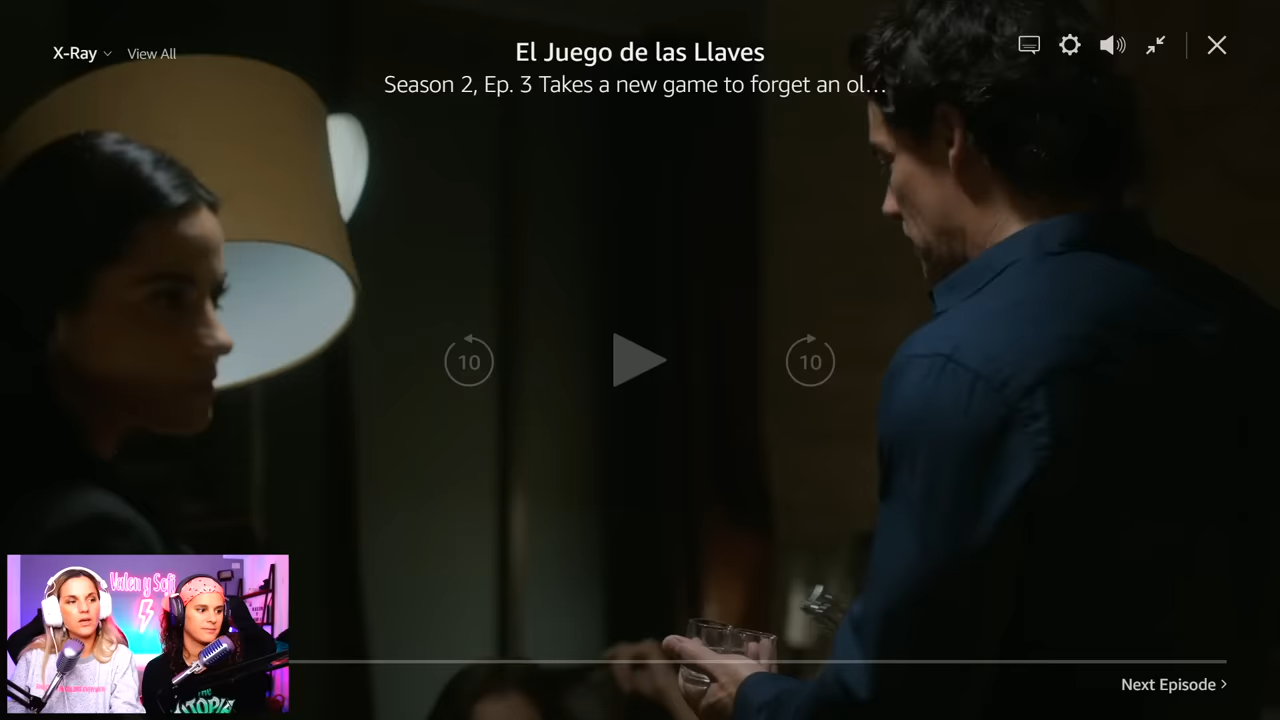 X-Ray View All
El Juego de las Llaves
Season 2, Ep. 3 Takes a new game to forget an ol...
10
10
Valen y Sofi
Next Episode